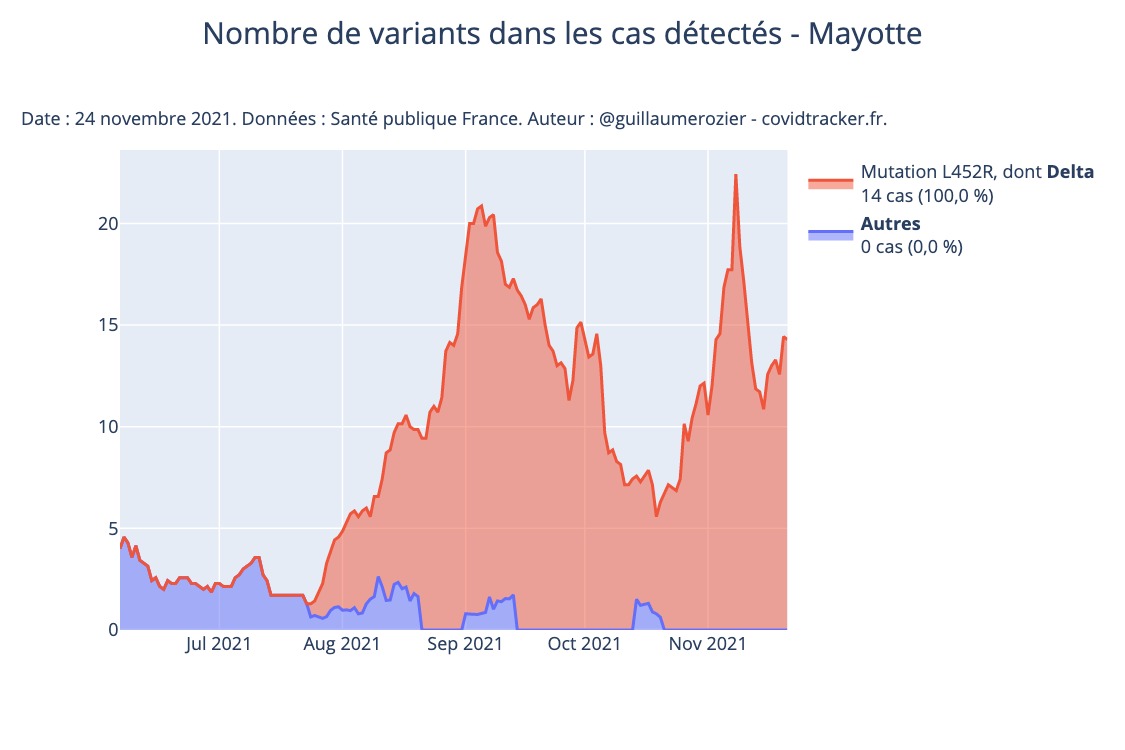 Nombre de variants dans les cas détectés - Mayotte
Date : 24 novembre 2021. Données : Santé publique France. Auteur : @guillaumerozier - covidtracker.fr.
Mutation L452R, dont Delta
14 cas (100,0 %)
Autres
0 cas (0,0 %)
20
15
10
5
0
Jul 2021 Aug 2021 Sep 2021 Oct 2021 Nov 2021